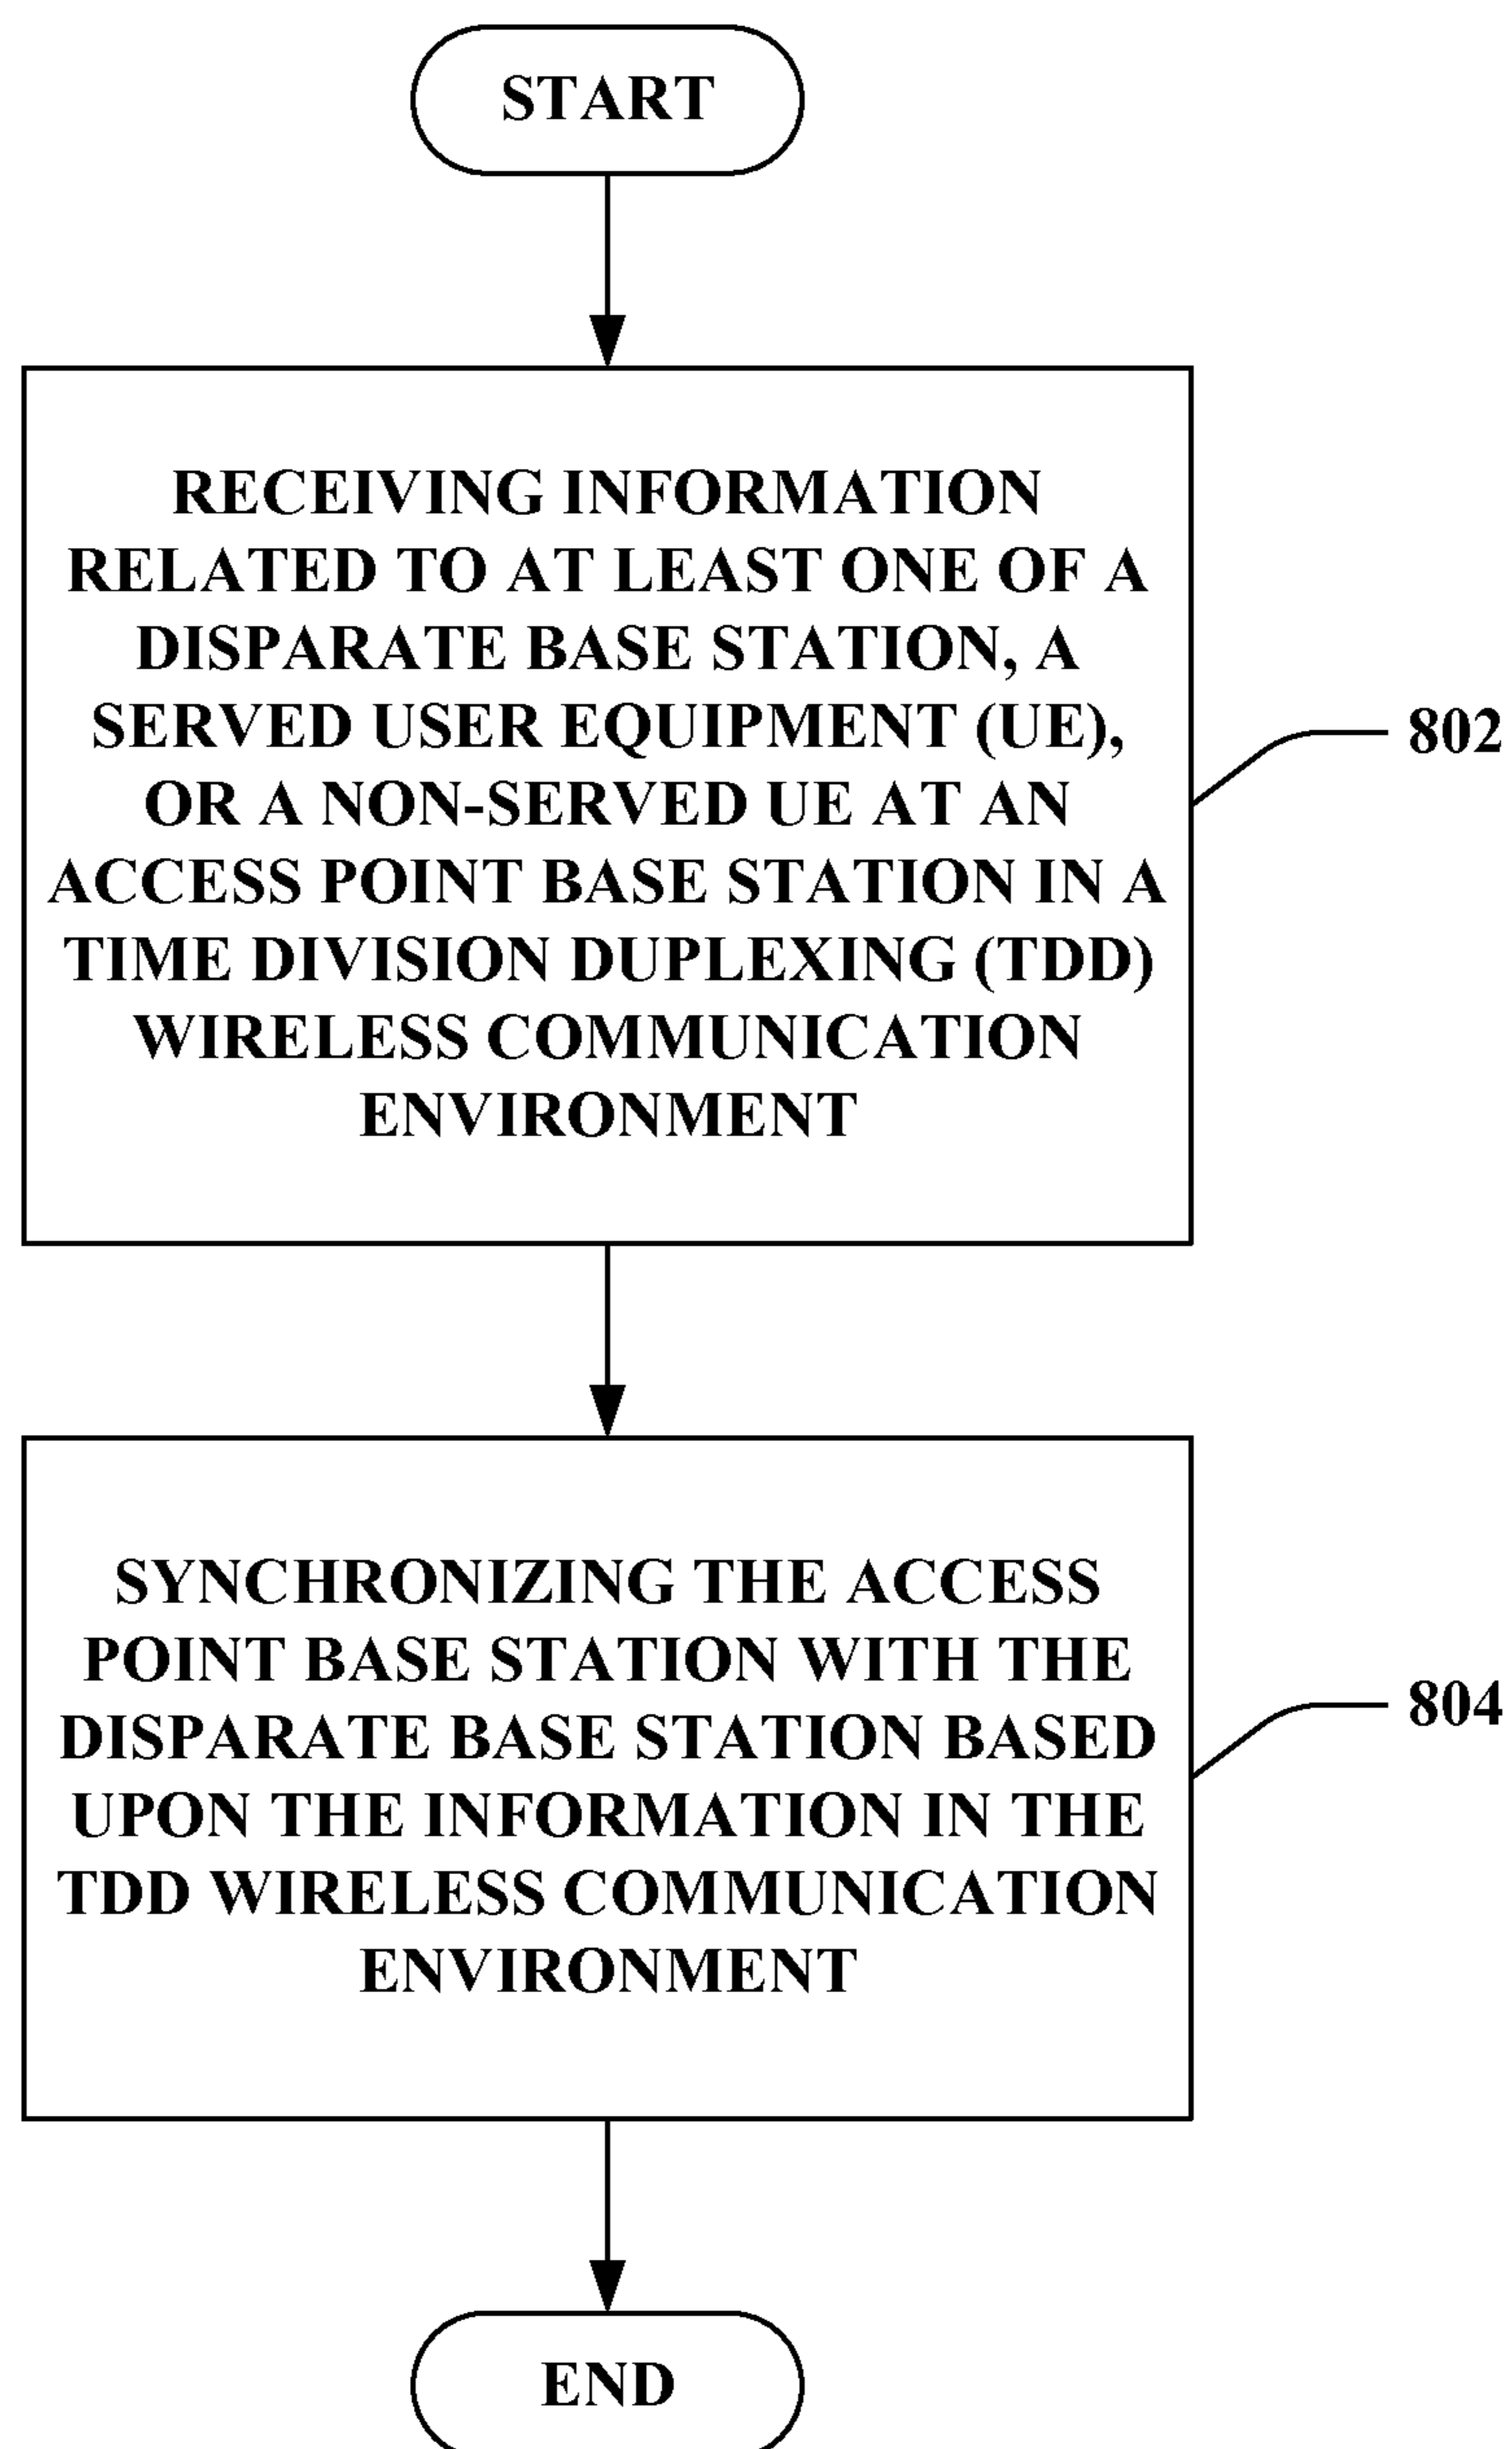 START
RECEIVING INFORMATION
RELATED TO AT LEAST ONE OF A
DISPARATE BASE STATION, A
SERVED USER EQUIPMENT (UE),
OR A NON-SERVED UE AT AN
ACCESS POINT BASE STATION IN A
TIME DIVISION DUPLEXING (TDD)
WIRELESS COMMUNICATION
ENVIRONMENT
802
SYNCHRONIZING THE ACCESS
POINT BASE STATION WITH THE
DISPARATE BASE STATION BASED
UPON THE INFORMATION IN THE
TDD WIRELESS COMMUNICATION
ENVIRONMENT
804
END